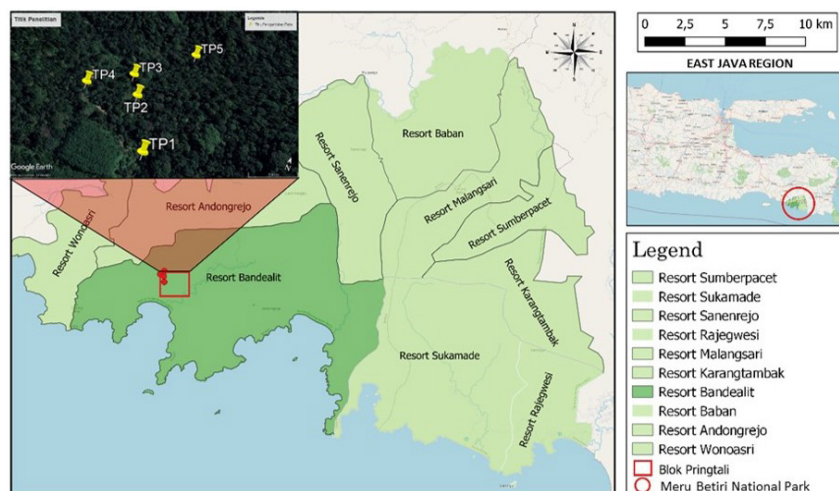 Titik Penelitian
Legenda
TP5
TP4
TP3
TP2
TP1
Google Earth
N
Resort Baban
Resort Sanenrejo
Resort Malangsari
Resort Sumberpacet
Resort Andongrejo
Resort Wondasri
Resort Bandealit
Resort Karangtambak
Resort Sukamade
Resort Rajegwesi
0 2,5 5 7,5 10 km
EAST JAVA REGION
Legend
Resort Sumberpacet
Resort Sukamade
Resort Sanenrejo
Resort Rajegwesi
Resort Malangsari
Resort Karangtambak
Resort Bandealit
Resort Baban
Resort Andongrejo
Resort Wonoasri
Blok Pringtali
Meru Betiri National Park